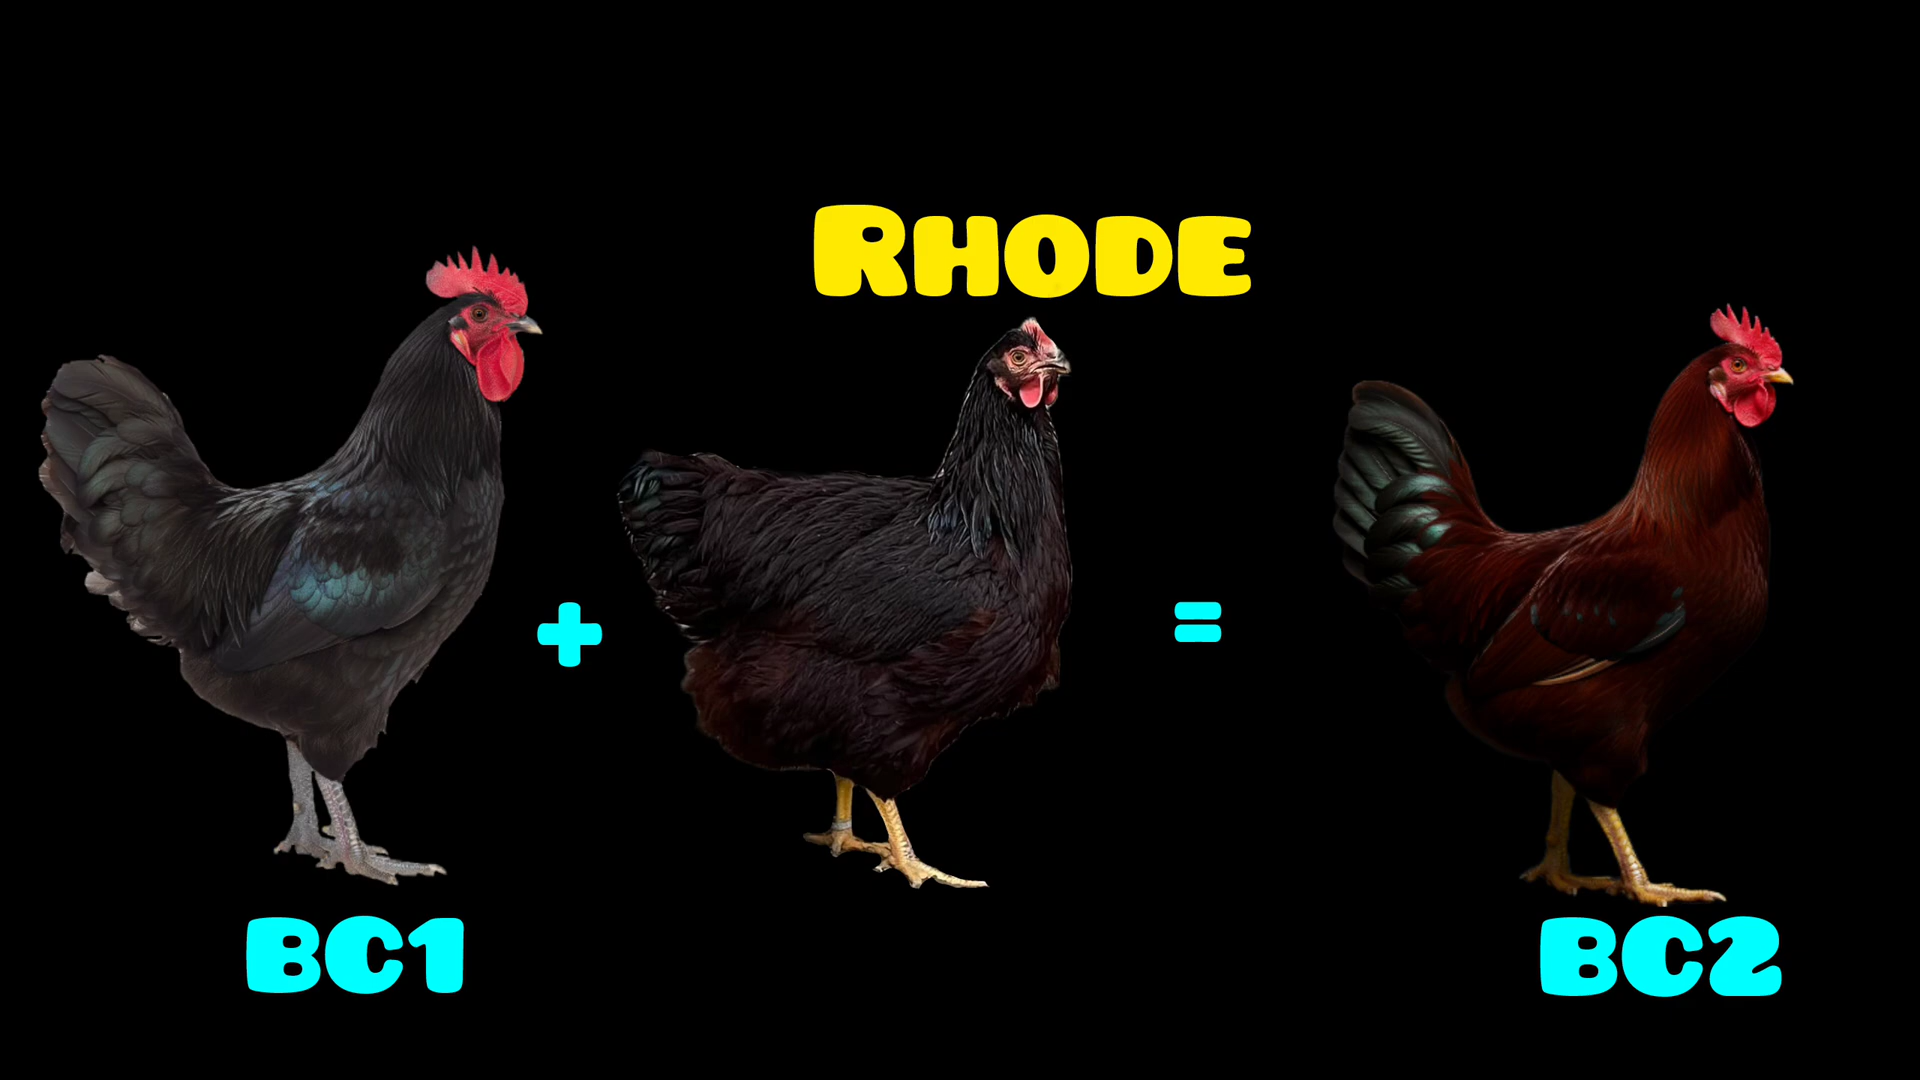 RHODE
+
=
BC1
BC2